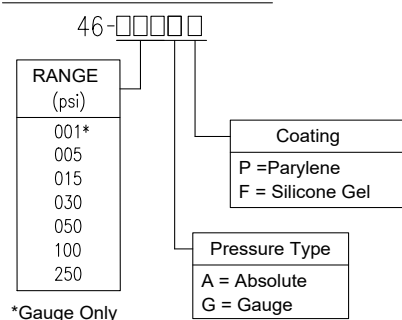 46-□□□□□
RANGE
(psi)
001*
005
015
030
050
100
250
*Gauge Only
Coating
P =Parylene
F = Silicone Gel
Pressure Type
A = Absolute
G = Gauge